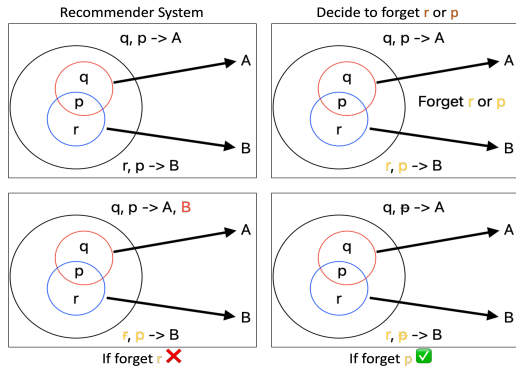 Recommender System
q, p -> A
q
p
r
A
B
r, p -> B
Decide to forget r or p
q, p -> A
q
p
r
A
Forget r or p
B
r, p -> B
q, p -> A, B
q
p
r
A
B
r, p -> B
If forget r ❌
q, p -> A
q
p
r
A
B
r, p -> B
If forget p ✅